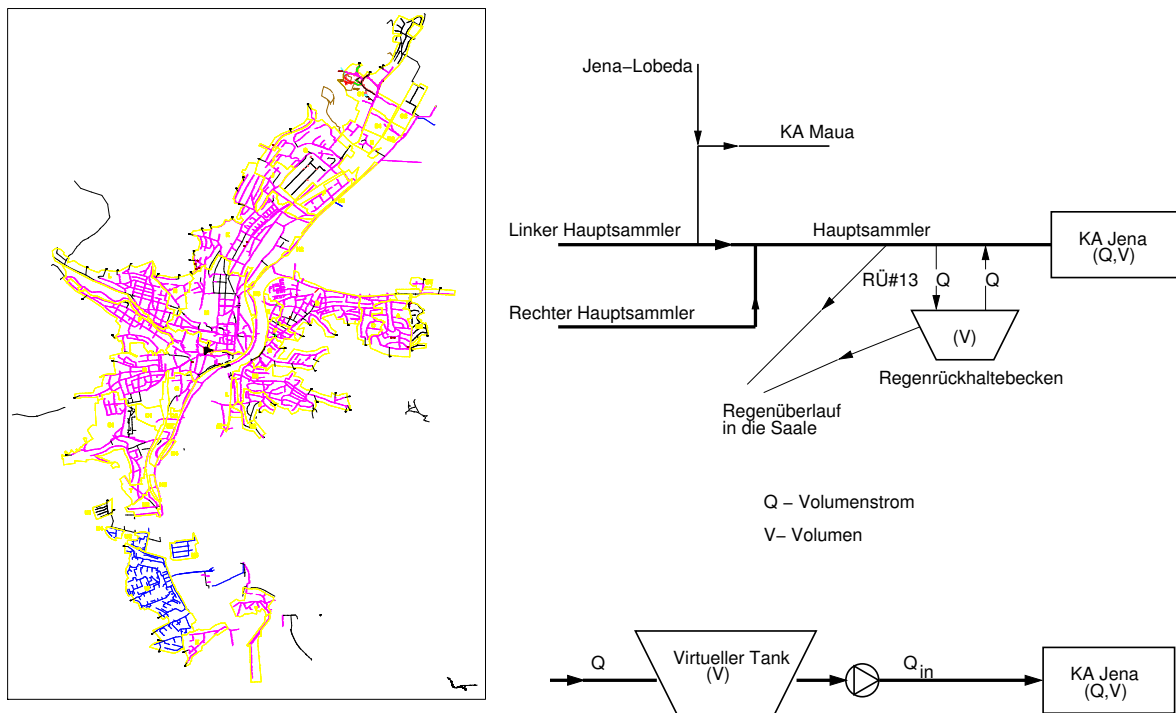 Jena–Lobeda
KA Maua
Linker Hauptsammler
Hauptsammler
KA Jena
(Q,V)
RÜ#13
Q
Q
Rechter Hauptsammler
(V)
Regenrückhaltebecken
Regenüberlauf
in die Saale
Q – Volumenstrom
V– Volumen
Q
Virtueller Tank
(V)
Q in
KA Jena
(Q,V)